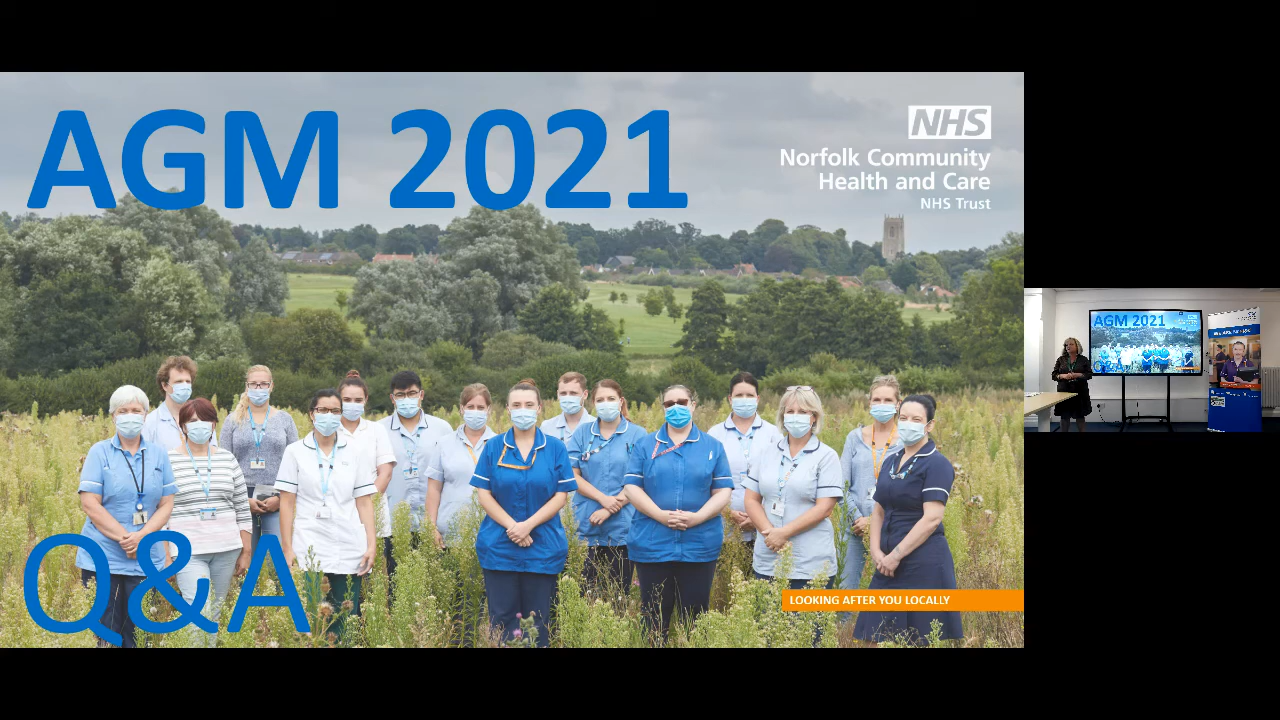 AGM 2021
NHS
Norfolk Community
Health and Care
NHS Trust
Q&A
LOOKING AFTER YOU LOCALLY
AGM 2021